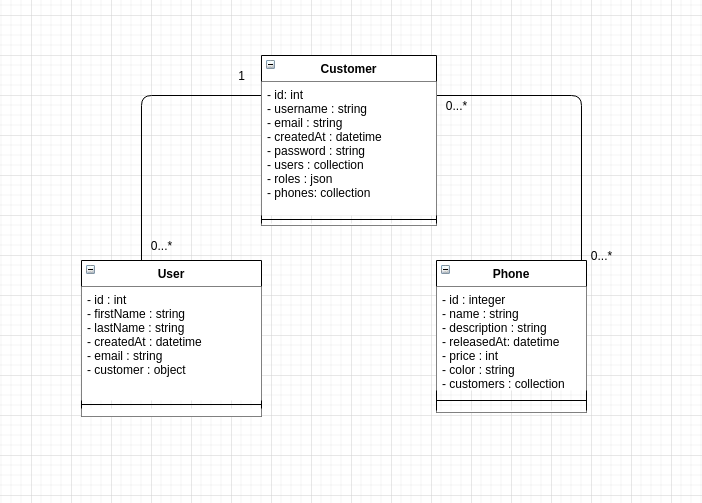 Customer
1
- id: int
0...*
- username : string
- email : string
- createdAt : datetime
- password : string
- users : collection
- roles : json
- phones: collection
0...*
0...*
User
- id : int
- firstName : string
- lastName : string
- createdAt : datetime
- email : string
- customer : object
Phone
- id : integer
- name : string
- description : string
- releasedAt: datetime
- price : int
- color : string
- customers : collection